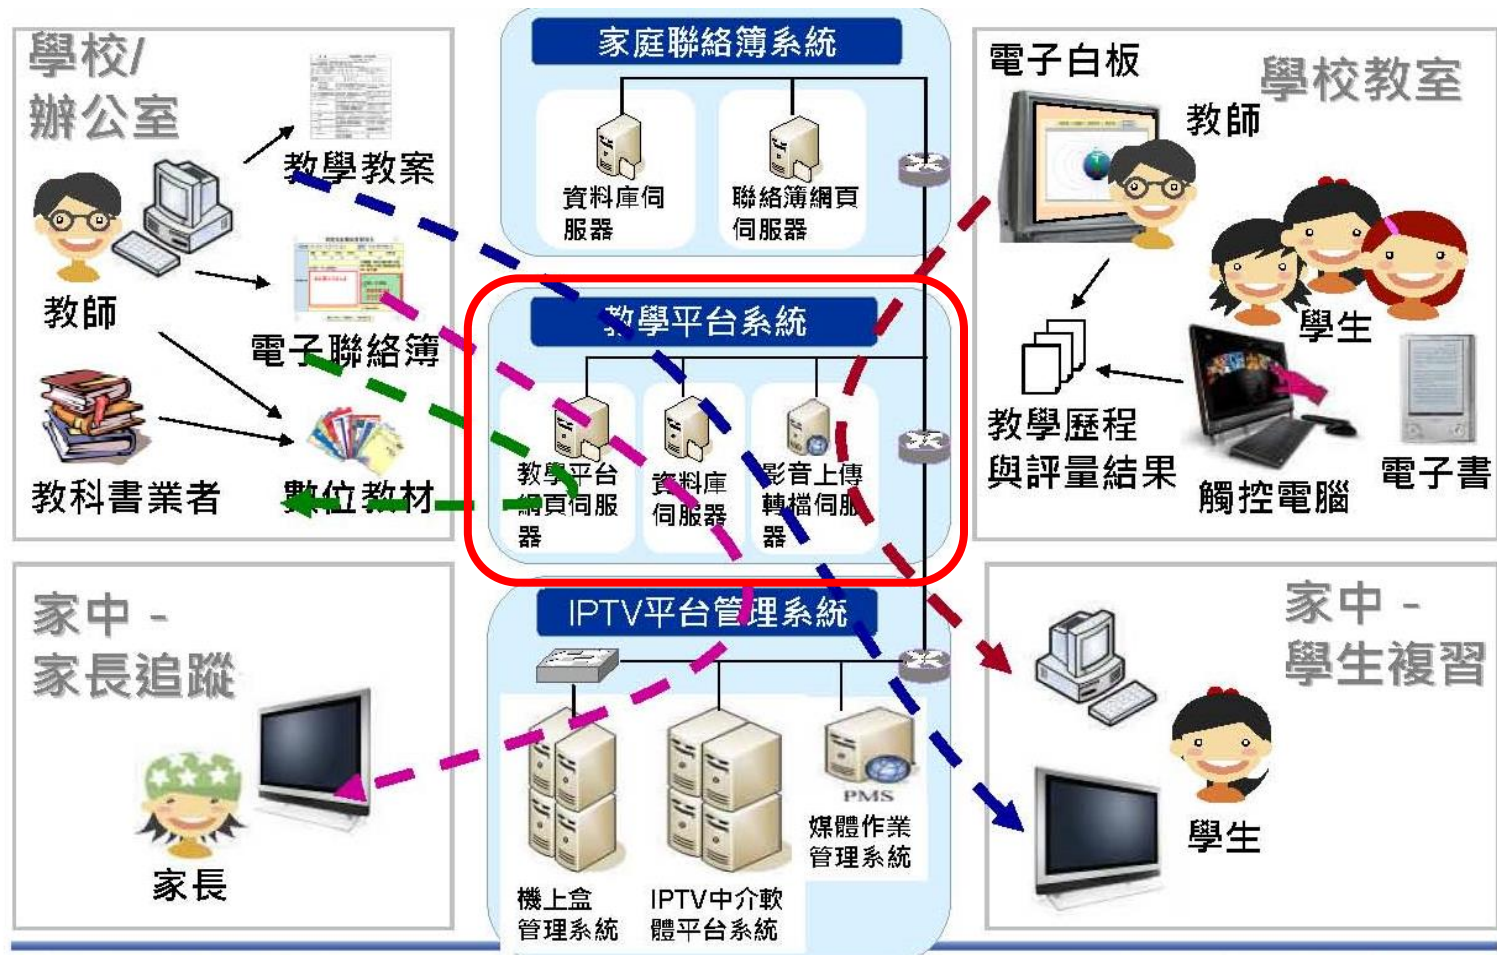 學校/
辦公室
教學教案
教師
電子聯絡簿
教科書業者
數位教材
家庭聯絡簿系統
資料庫伺
服器
聯絡簿網頁
伺服器
教學平台系統
教學平台
網頁伺服
器
資料庫
伺服器
影音上傳
轉檔伺服
器
IPTV平台管理系統
機上盒
管理系統
IPTV中介軟
體平台系統
PMS
媒體作業
管理系統
學校教室
電子白板
教師
學生
教學歷程
與評量結果
觸控電腦
電子書
家中 -
家長追蹤
家長
家中 -
學生複習
學生